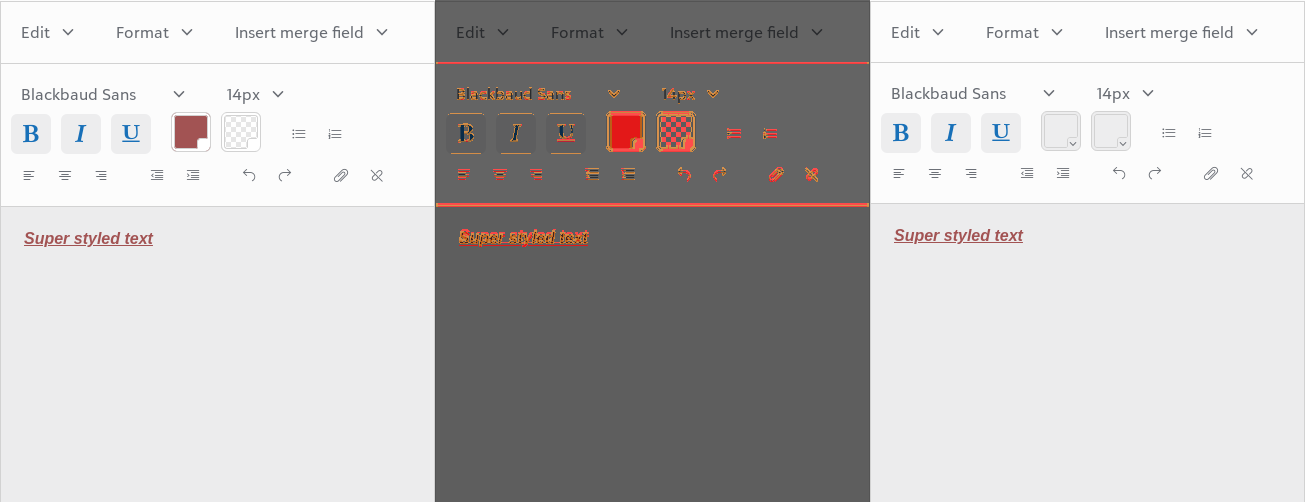 Edit Format Insert merge field
Blackbaud Sans 14px
B I U
Super styled text
Edit Format Insert merge field
Blackbaud Sans 14px
B I U
Super styled text
Edit Format Insert merge field
Blackbaud Sans 14px
B I U
Super styled text